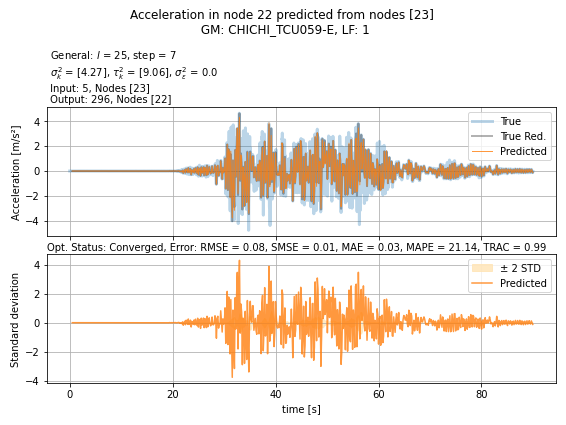 Acceleration in node 22 predicted from nodes [23]
GM: CHICHI_TCU059-E, LF: 1
General: l = 25, step = 7
σ²ₖ = [4.27], τ²ₖ = [9.06], σ²ε = 0.0
Input: 5, Nodes [23]
Output: 296, Nodes [22]
Acceleration [m/s²]
4
2
0
−2
−4
True
True Red.
Predicted
Opt. Status: Converged, Error: RMSE = 0.08, SMSE = 0.01, MAE = 0.03, MAPE = 21.14, TRAC = 0.99
Standard deviation
4
2
0
−2
−4
± 2 STD
Predicted
0
20
40
60
80
time [s]